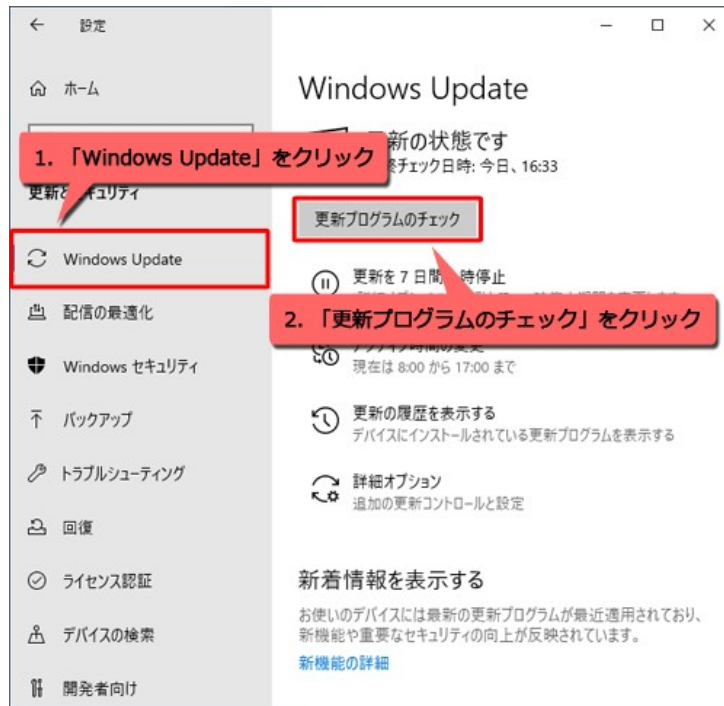 設定
ホーム
更新とセキュリティ
Windows Update
配信の最適化
Windows セキュリティ
バックアップ
トラブルシューティング
回復
ライセンス認証
デバイスの検索
開発者向け
1. 「Windows Update」をクリック
Windows Update
新の状態です
チェック日時: 今日、16:33
更新プログラムのチェック
更新を 7 日間 時停止
2. 「更新プログラムのチェック」をクリック
現在は 8:00 から 17:00 まで
更新の履歴を表示する
デバイスにインストールされている更新プログラムを表示する
詳細オプション
追加の更新コントロールと設定
新着情報を表示する
お使いのデバイスには最新の更新プログラムが最近適用されており、
新機能や重要なセキュリティの向上が反映されています。
新機能の詳細